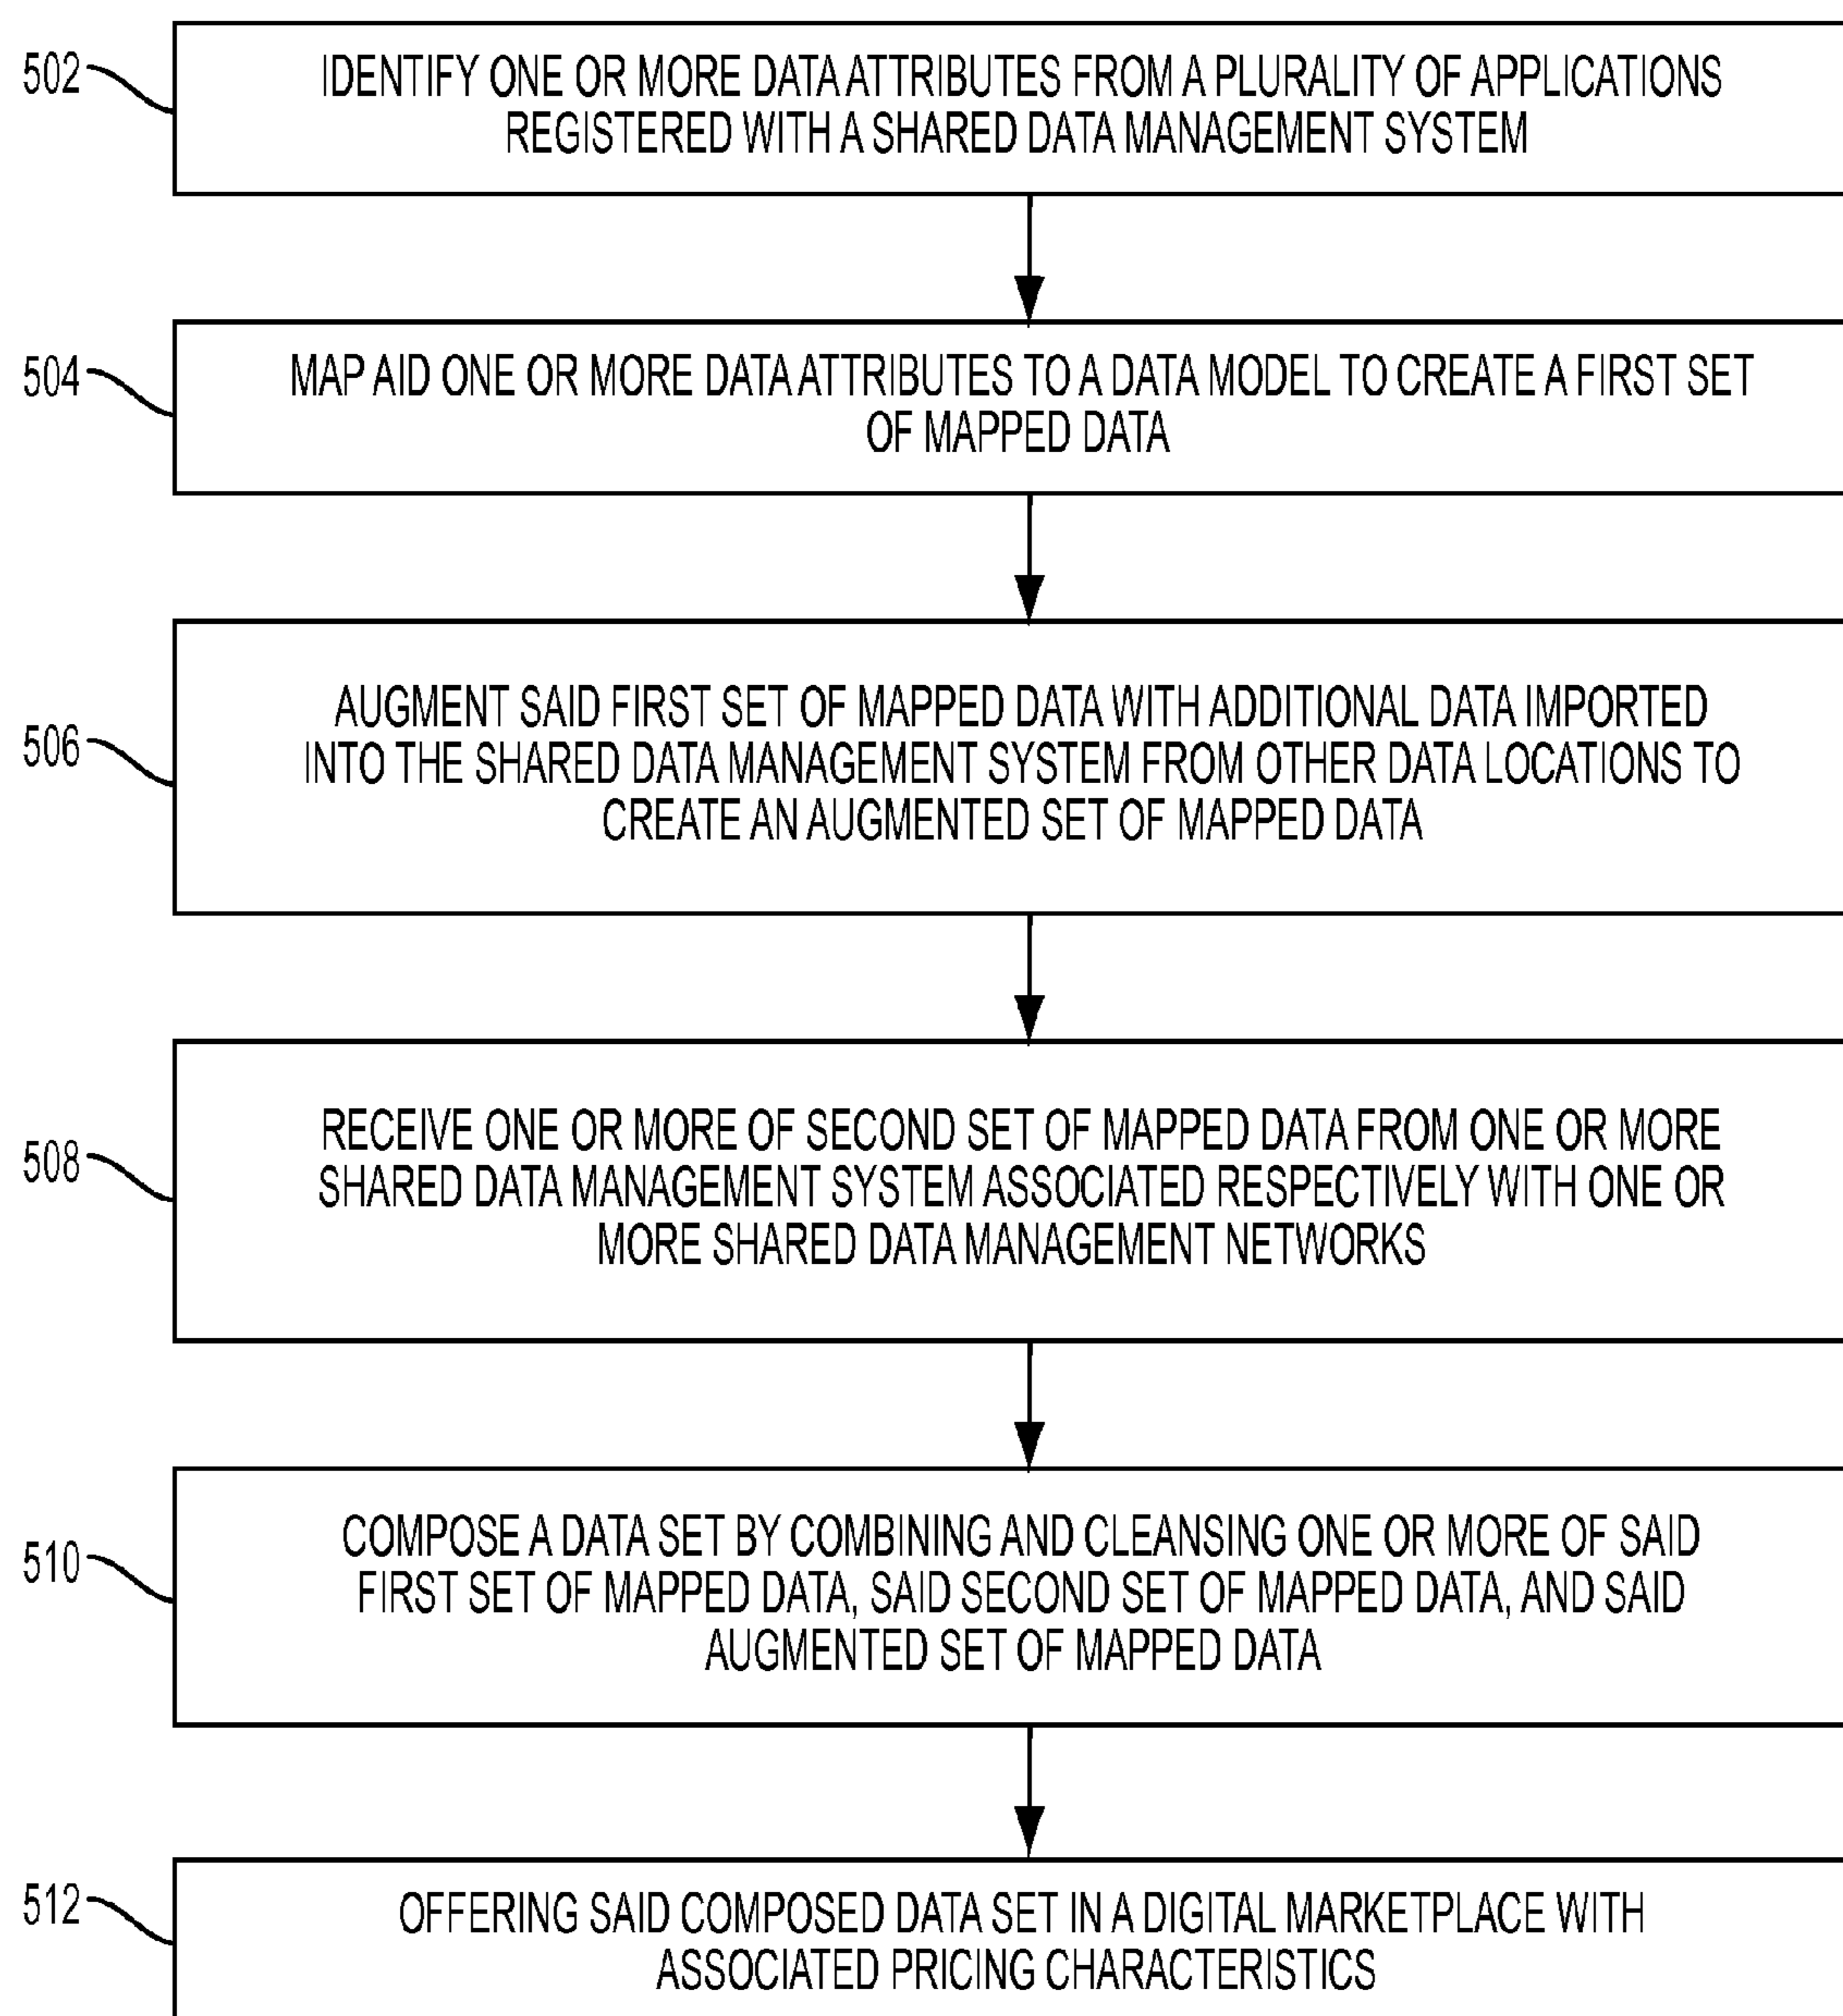 502
IDENTIFY ONE OR MORE DATA ATTRIBUTES FROM A PLURALITY OF APPLICATIONS
REGISTERED WITH A SHARED DATA MANAGEMENT SYSTEM
504
MAP AID ONE OR MORE DATA ATTRIBUTES TO A DATA MODEL TO CREATE A FIRST SET
OF MAPPED DATA
506
AUGMENT SAID FIRST SET OF MAPPED DATA WITH ADDITIONAL DATA IMPORTED
INTO THE SHARED DATA MANAGEMENT SYSTEM FROM OTHER DATA LOCATIONS TO
CREATE AN AUGMENTED SET OF MAPPED DATA
508
RECEIVE ONE OR MORE OF SECOND SET OF MAPPED DATA FROM ONE OR MORE
SHARED DATA MANAGEMENT SYSTEM ASSOCIATED RESPECTIVELY WITH ONE OR
MORE SHARED DATA MANAGEMENT NETWORKS
510
COMPOSE A DATA SET BY COMBINING AND CLEANSING ONE OR MORE OF SAID
FIRST SET OF MAPPED DATA, SAID SECOND SET OF MAPPED DATA, AND SAID
AUGMENTED SET OF MAPPED DATA
512
OFFERING SAID COMPOSED DATA SET IN A DIGITAL MARKETPLACE WITH
ASSOCIATED PRICING CHARACTERISTICS